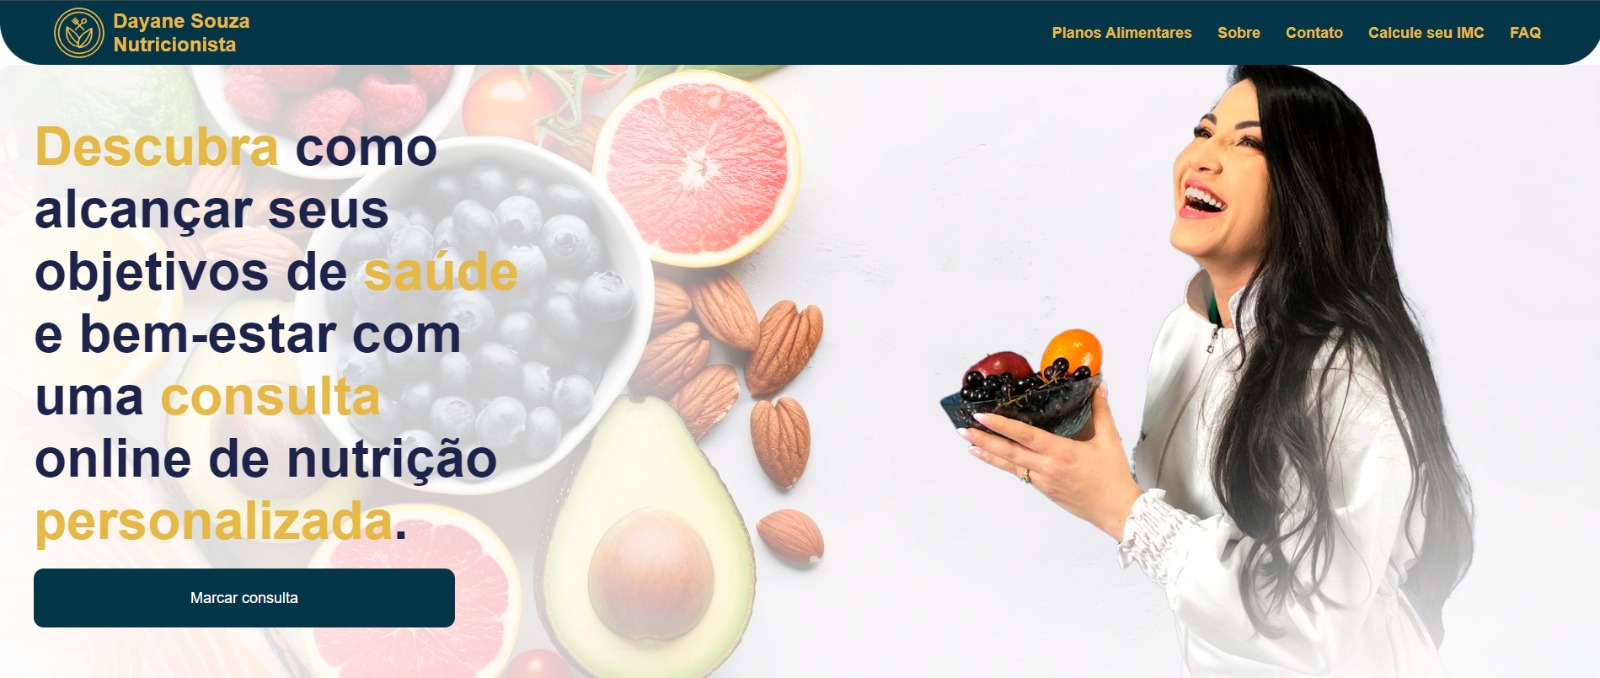 Dayane Souza
Nutricionista
Planos Alimentares
Sobre
Contato
Calcule seu IMC
FAQ
Descubra como
alcançar seus
objetivos de saúde
e bem-estar com
uma consulta
online de nutrição
personalizada.
Marcar consulta